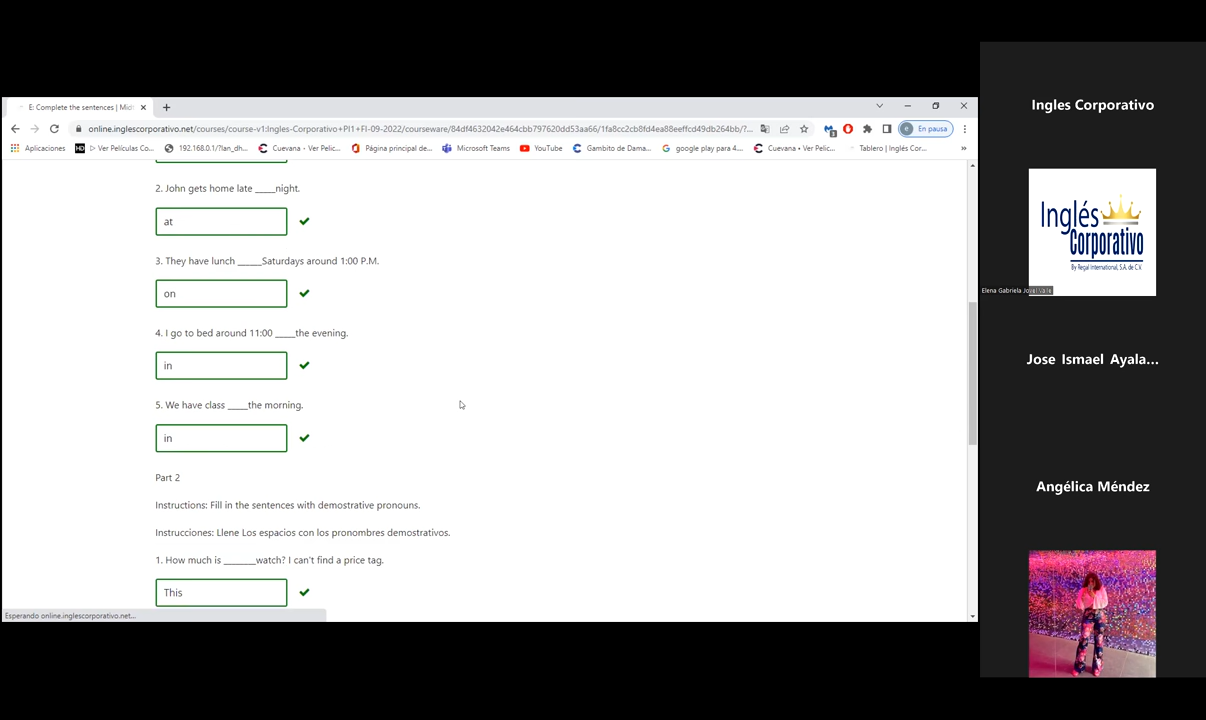 E: Complete the sentences | Mid
online.inglescorporativo.net/courses/course-v1:Ingles-Corporativo+PI1+FI-09-2022/courseware/84df4632042e464cbb797620dd53aa66/1fa8cc2cb8fd4ea88eeffcd49db264bb/?...
e En pausa
Aplicaciones
Ver Películas Co...
192.168.0.1/?lan_dh...
Cuevana • Ver Pelic...
Página principal de...
Microsoft Teams
YouTube
Gambito de Dama...
google play para 4....
Cuevana • Ver Pelic...
Tablero | Inglés Cor...
»
2. John gets home late ____night.
at
3. They have lunch _____Saturdays around 1:00 P.M.
on
4. I go to bed around 11:00 ____the evening.
in
5. We have class ____the morning.
in
Part 2
Instructions: Fill in the sentences with demostrative pronouns.
Instrucciones: Llene Los espacios con los pronombres demostrativos.
1. How much is _______watch? I can't find a price tag.
This
Esperando online.inglescorporativo.net...
Ingles Corporativo
Inglés
Corporativo
By Regal International, S.A. de C.V.
Elena Gabriela
Jose Ismael Ayala...
Angélica Méndez